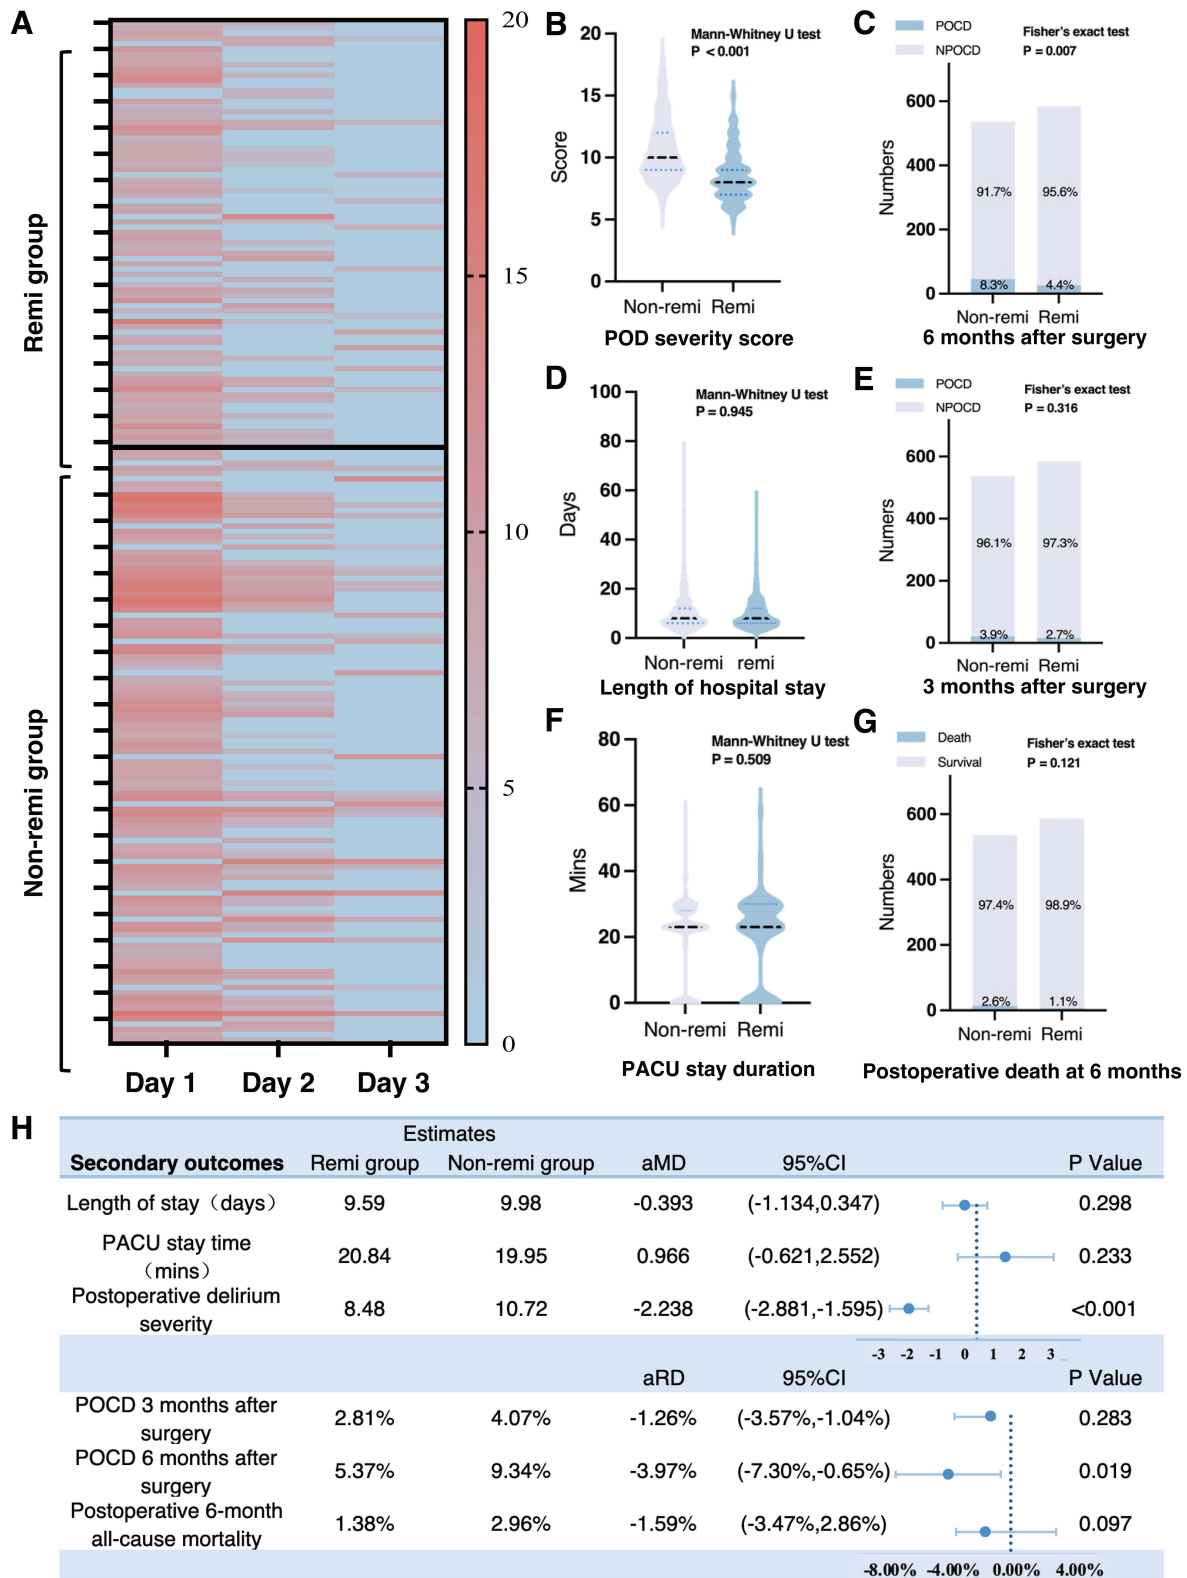 A
Remi group
Non-remi group
Day 1 Day 2 Day 3
20
15
10
5
0
B
Mann-Whitney U test
P < 0.001
Score
20
15
10
5
0
Non-remi Remi
POD severity score
C
POCD
NPOCD
Fisher's exact test
P = 0.007
Numbers
600
400
200
0
91.7% 95.6%
8.3% 4.4%
Non-remi Remi
6 months after surgery
D
Mann-Whitney U test
P = 0.945
Days
100
80
60
40
20
0
Non-remi remi
Length of hospital stay
E
POCD
NPOCD
Fisher's exact test
P = 0.316
Numers
600
400
200
0
96.1% 97.3%
3.9% 2.7%
Non-remi Remi
3 months after surgery
F
Mann-Whitney U test
P = 0.509
Mins
80
60
40
20
0
Non-remi Remi
PACU stay duration
G
Death
Survival
Fisher's exact test
P = 0.121
Numbers
600
400
200
0
97.4% 98.9%
2.6% 1.1%
Non-remi Remi
Postoperative death at 6 months
H
Estimates
Secondary outcomes Remi group Non-remi group aMD 95%CI P Value
Length of stay（days） 9.59 9.98 -0.393 (-1.134,0.347) 0.298
PACU stay time
（mins） 20.84 19.95 0.966 (-0.621,2.552) 0.233
Postoperative delirium
severity 8.48 10.72 -2.238 (-2.881,-1.595) <0.001
-3 -2 -1 0 1 2 3
aRD 95%CI P Value
POCD 3 months after
surgery 2.81% 4.07% -1.26% (-3.57%,-1.04%) 0.283
POCD 6 months after
surgery 5.37% 9.34% -3.97% (-7.30%,-0.65%) 0.019
Postoperative 6-month
all-cause mortality 1.38% 2.96% -1.59% (-3.47%,2.86%) 0.097
-8.00% -4.00% 0.00% 4.00%